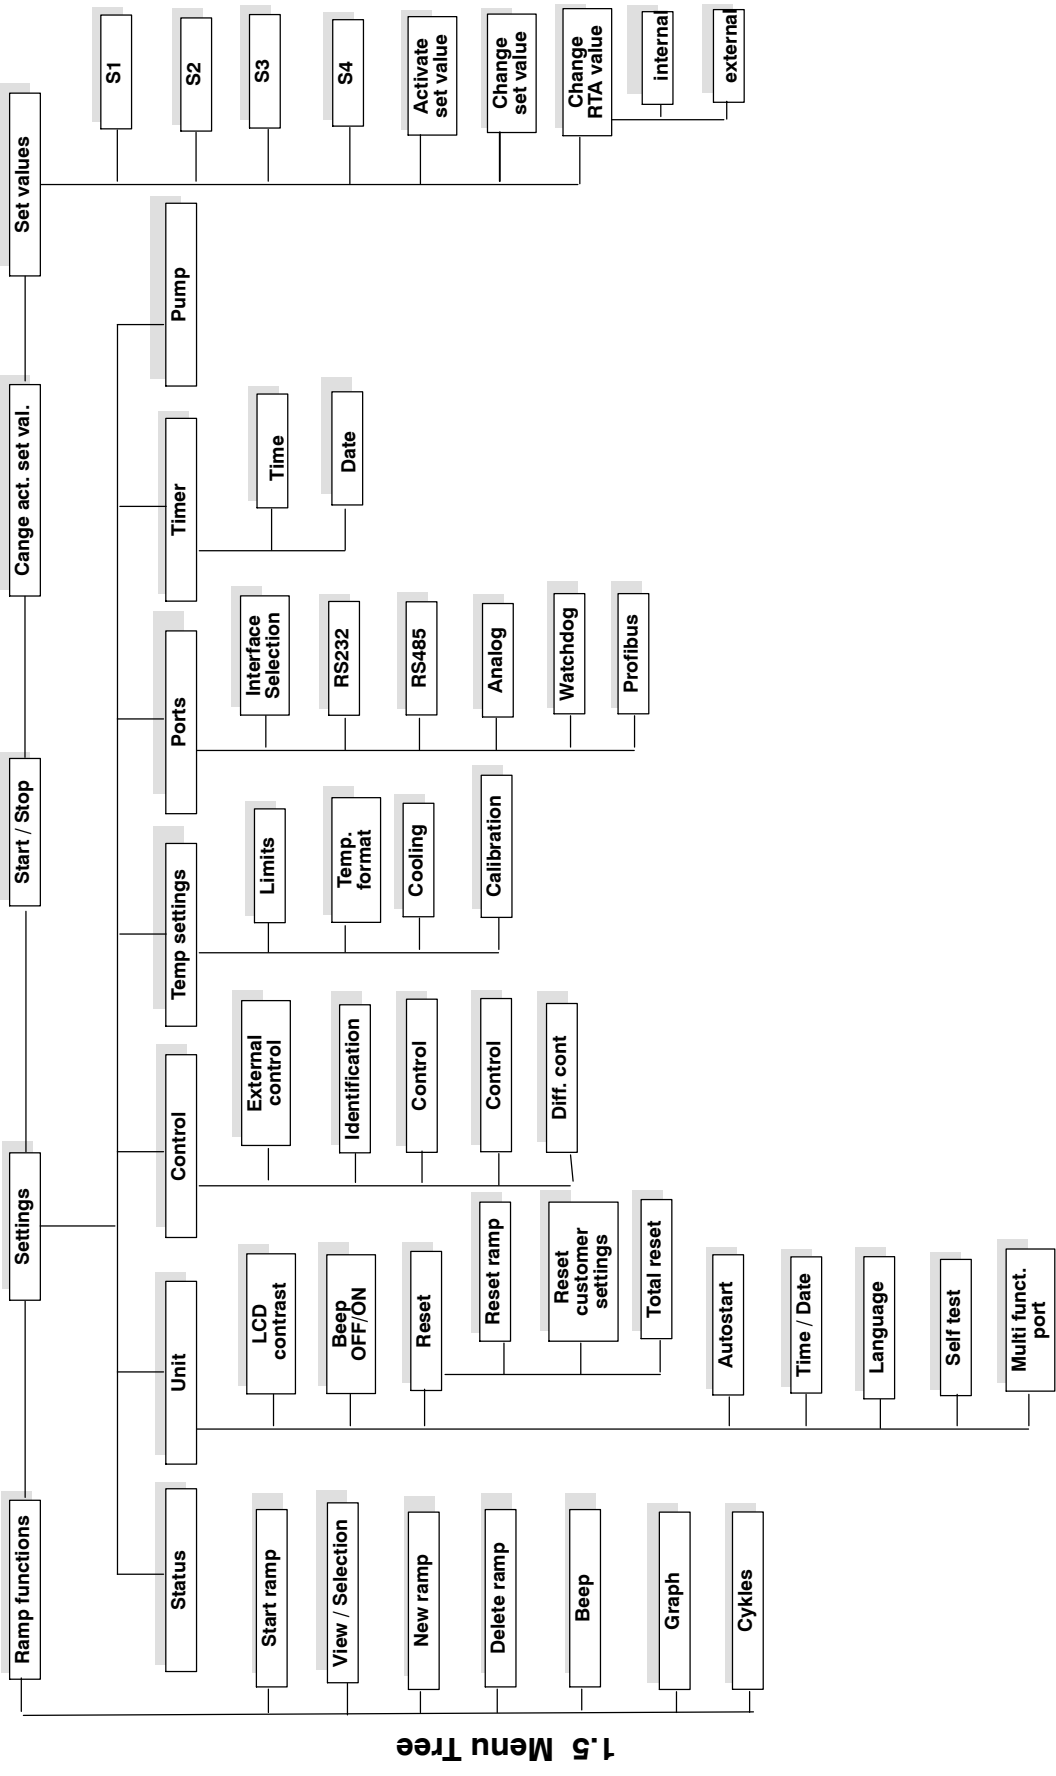 1.5 Menu Tree
Ramp functions
Settings
Start / Stop
Cange act. set val.
Set values
Status
Unit
Control
Temp settings
Ports
Timer
Pump
Start ramp
View / Selection
New ramp
Delete ramp
Beep
Graph
Cykles
LCD
contrast
Beep
OFF/ON
Reset
Reset ramp
Reset
customer
settings
Total reset
Autostart
Time / Date
Language
Self test
Multi funct.
port
External
control
Identification
Control
Control
Diff. cont
Limits
Temp.
format
Cooling
Calibration
Interface
Selection
RS232
RS485
Analog
Watchdog
Profibus
Time
Date
S1
S2
S3
S4
Activate
set value
Change
set value
Change
RTA value
internal
external